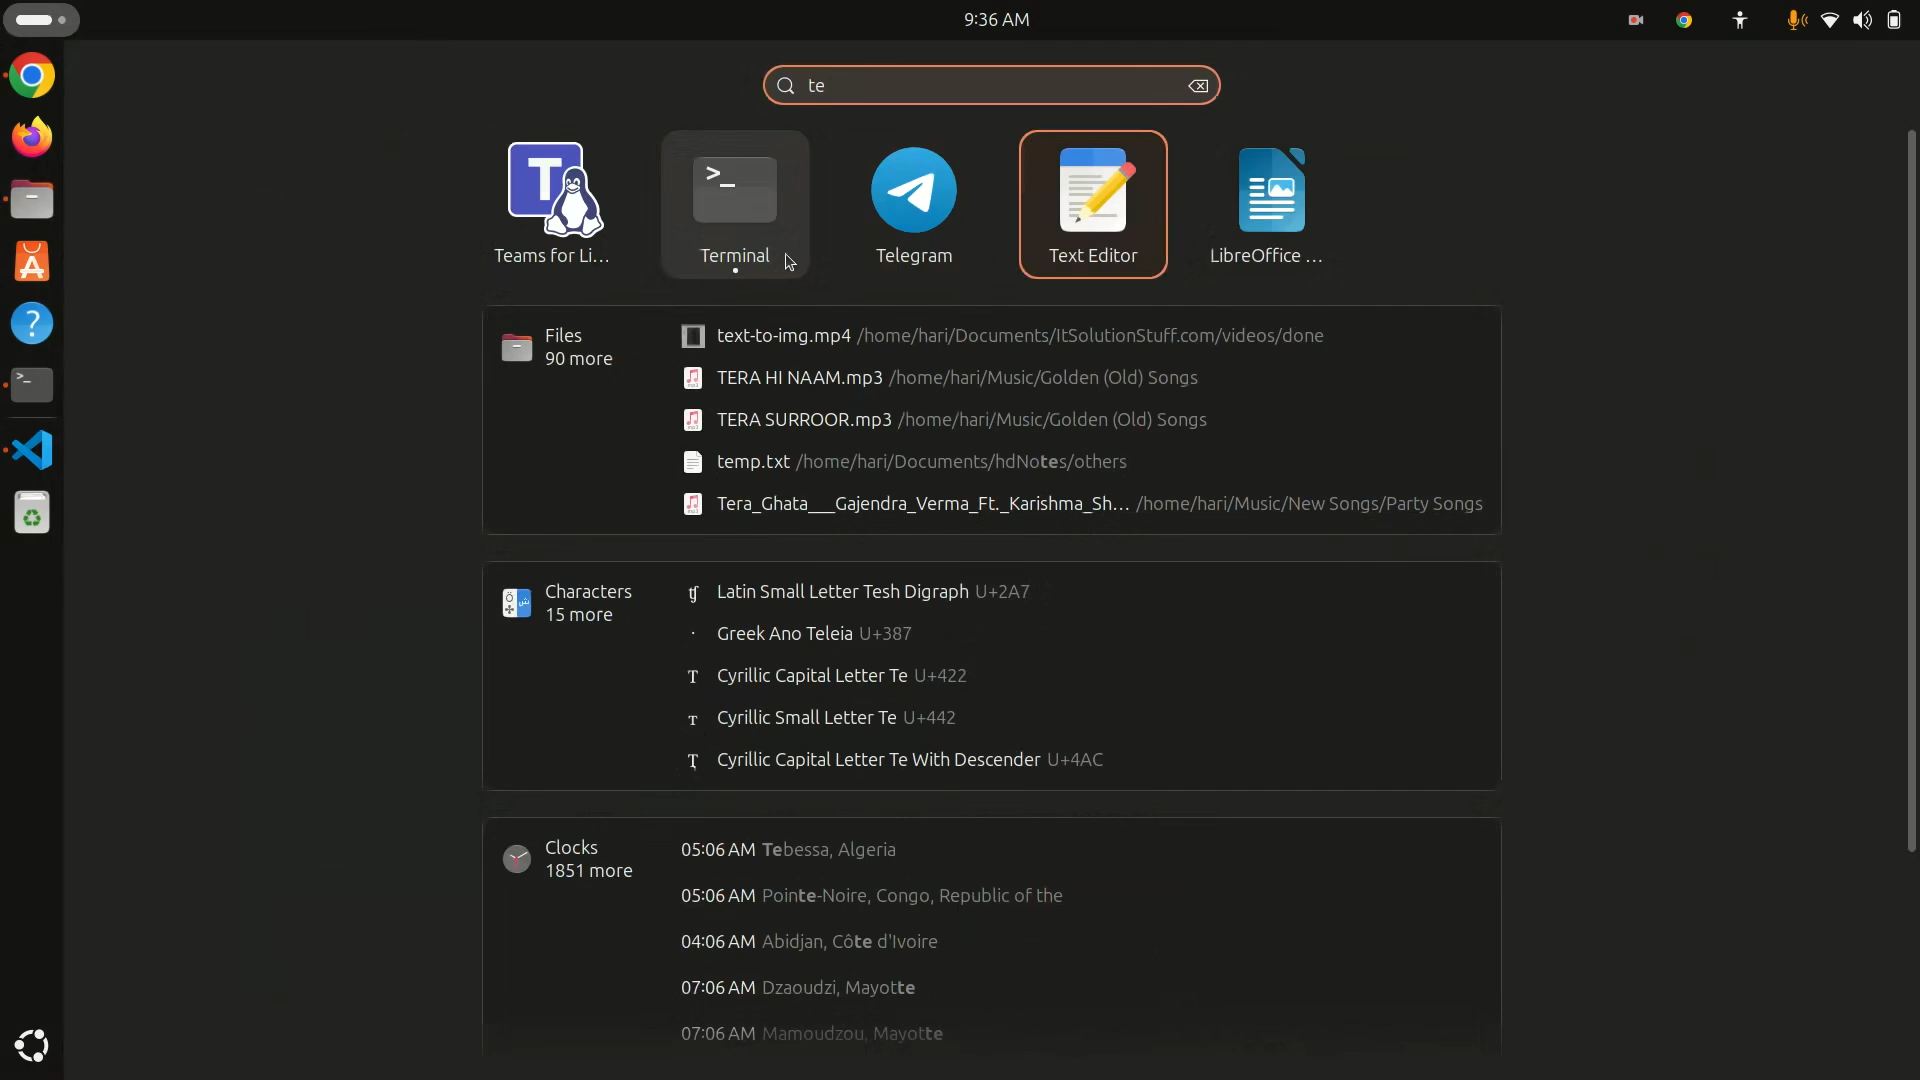 9:36 AM
te
Teams for Li...
Terminal
Telegram
Text Editor
LibreOffice ...
Files
90 more
text-to-img.mp4 /home/hari/Documents/ItSolutionStuff.com/videos/done
TERA HI NAAM.mp3 /home/hari/Music/Golden (Old) Songs
TERA SURROOR.mp3 /home/hari/Music/Golden (Old) Songs
temp.txt /home/hari/Documents/hdNotes/others
Tera_Ghata___Gajendra_Verma_Ft._Karishma_Sh... /home/hari/Music/New Songs/Party Songs
Characters
15 more
ʧ Latin Small Letter Tesh Digraph U+2A7
· Greek Ano Teleia U+387
Т Cyrillic Capital Letter Te U+422
т Cyrillic Small Letter Te U+442
Ҭ Cyrillic Capital Letter Te With Descender U+4AC
Clocks
1851 more
05:06 AM Tebessa, Algeria
05:06 AM Pointe-Noire, Congo, Republic of the
04:06 AM Abidjan, Côte d'Ivoire
07:06 AM Dzaoudzi, Mayotte
07:06 AM Mamoudzou, Mayotte